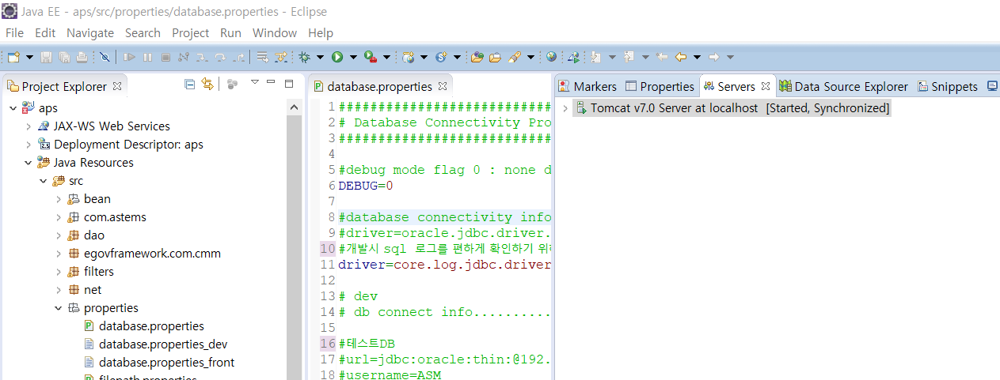 Java EE - aps/src/properties/database.properties - Eclipse
File Edit Navigate Search Project Run Window Help
Project Explorer
aps
JAX-WS Web Services
Deployment Descriptor: aps
Java Resources
src
bean
com.astems
dao
egovframework.com.cmm
filters
net
properties
database.properties
database.properties_dev
database.properties_front
filepath.properties
database.properties
1 ###########################
2 # Database Connectivity Pro
3 ###########################
4
5 #debug mode flag 0 : none d
6 DEBUG=0
7
8 #database connectivity info
9 #driver=oracle.jdbc.driver.
10 #개발시 sql 로그를 편하게 확인하기 위하
11 driver=core.log.jdbc.driver
12
13 # dev
14 # db connect info..........
15
16 #테스트DB
17 #url=jdbc:oracle:thin:@192.
18 #username=ASM
Markers Properties Servers Data Source Explorer Snippets
Tomcat v7.0 Server at localhost [Started, Synchronized]